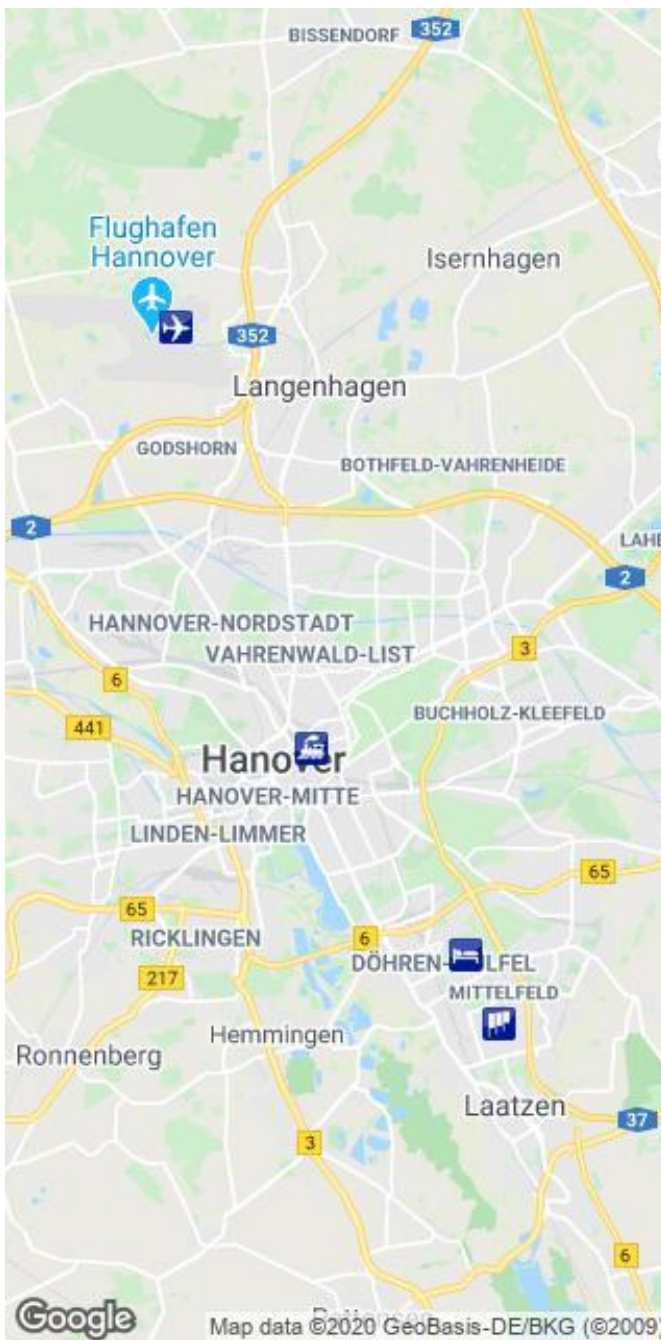 BISSENDORF
352
Flughafen
Hannover
Isernhagen
352
Langenhagen
GODSHORN
BOTHFELD-VAHRENHEIDE
2
LAHE
2
HANNOVER-NORDSTADT
3
VAHRENWALD-LIST
6
BUCHHOLZ-KLEEFELD
441
Hanover
HANOVER-MITTE
LINDEN-LIMMER
65
65
RICKLINGEN
6
217
MITTELFELD
Hemmingen
Ronnenberg
Laatzen
37
3
6
Google
Map data ©2020 GeoBasis-DE/BKG (©2009)